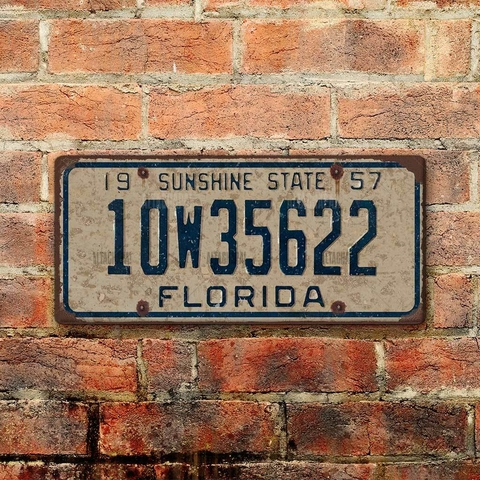 19 SUNSHINE STATE 57
10W35622
FLORIDA